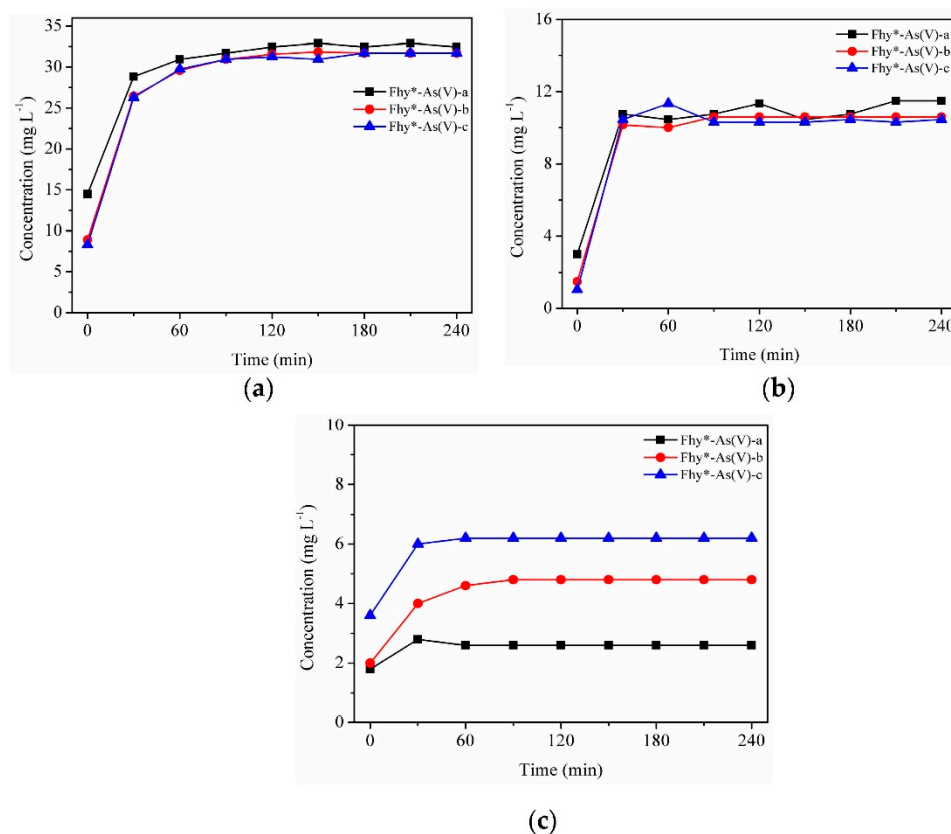 35
30
25
20
15
10
5
0
Concentration (mg L⁻¹)
Fhy*-As(V)-a
Fhy*-As(V)-b
Fhy*-As(V)-c
0 60 120 180 240
Time (min)
(a)
16
12
8
4
0
Concentration (mg L⁻¹)
Fhy*-As(V)-a
Fhy*-As(V)-b
Fhy*-As(V)-c
0 60 120 180 240
Time (min)
(b)
10
8
6
4
2
0
Concentration (mg L⁻¹)
Fhy*-As(V)-a
Fhy*-As(V)-b
Fhy*-As(V)-c
0 60 120 180 240
Time (min)
(c)